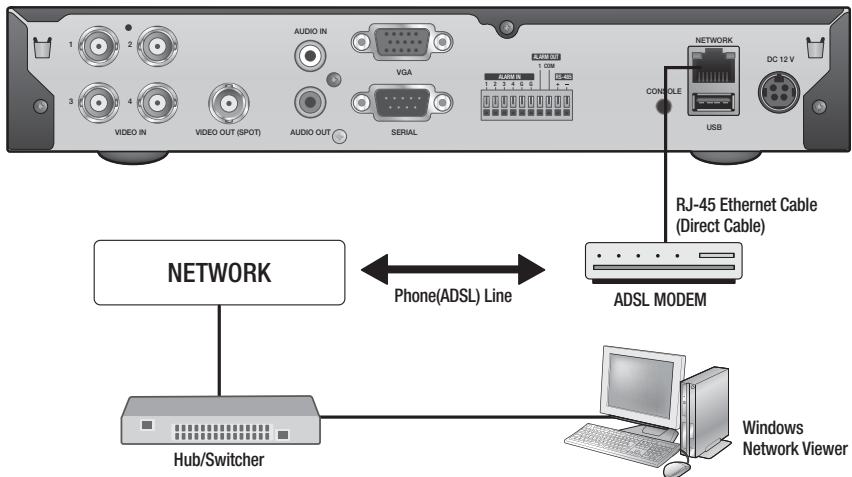 AUDIO IN
ALARM OUT
NETWORK
1 2
VGA
1 COM
DC 12 V
ALARM IN
RS-485
1 2 3 4 G G
+ −
CONSOLE
3 4
VIDEO IN
VIDEO OUT (SPOT)
AUDIO OUT
SERIAL
USB
RJ-45 Ethernet Cable
(Direct Cable)
NETWORK
Phone(ADSL) Line
ADSL MODEM
Windows
Network Viewer
Hub/Switcher